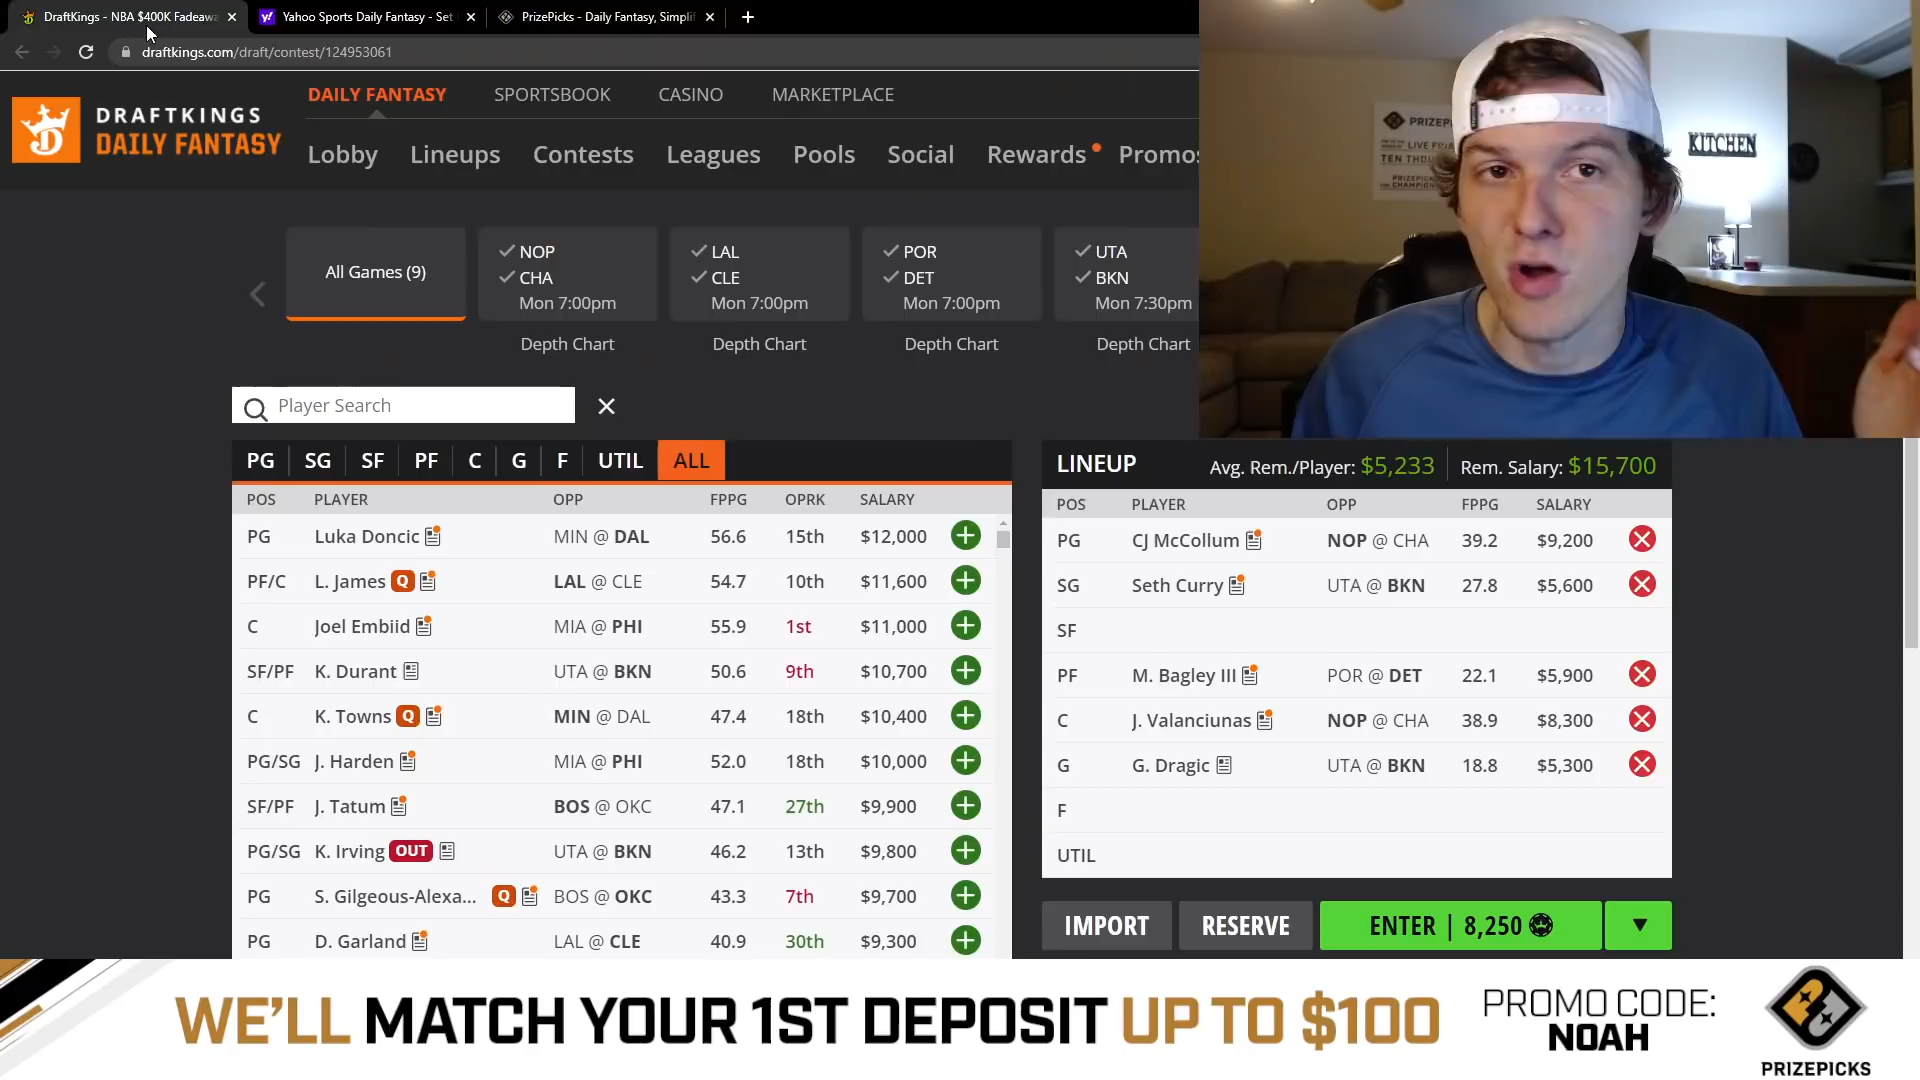 DraftKings - NBA $400K Fadeawa
Yahoo Sports Daily Fantasy - Set
PrizePicks - Daily Fantasy, Simplif
draftkings.com/draft/contest/124953061
DRAFTKINGS
DAILY FANTASY
DAILY FANTASY SPORTSBOOK CASINO MARKETPLACE
Lobby Lineups Contests Leagues Pools Social Rewards Promos
All Games (9)
NOP
CHA
Mon 7:00pm
Depth Chart
LAL
CLE
Mon 7:00pm
Depth Chart
POR
DET
Mon 7:00pm
Depth Chart
UTA
BKN
Mon 7:30pm
Depth Chart
Player Search
PG SG SF PF C G F UTIL ALL
POS PLAYER OPP FPPG OPRK SALARY
PG Luka Doncic MIN @ DAL 56.6 15th $12,000
PF/C L. James Q LAL @ CLE 54.7 10th $11,600
C Joel Embiid MIA @ PHI 55.9 1st $11,000
SF/PF K. Durant UTA @ BKN 50.6 9th $10,700
C K. Towns Q MIN @ DAL 47.4 18th $10,400
PG/SG J. Harden MIA @ PHI 52.0 18th $10,000
SF/PF J. Tatum BOS @ OKC 47.1 27th $9,900
PG/SG K. Irving OUT UTA @ BKN 46.2 13th $9,800
PG S. Gilgeous-Alexa... Q BOS @ OKC 43.3 7th $9,700
PG D. Garland LAL @ CLE 40.9 30th $9,300
LINEUP Avg. Rem./Player: $5,233 Rem. Salary: $15,700
POS PLAYER OPP FPPG SALARY
PG CJ McCollum NOP @ CHA 39.2 $9,200
SG Seth Curry UTA @ BKN 27.8 $5,600
SF
PF M. Bagley III POR @ DET 22.1 $5,900
C J. Valanciunas NOP @ CHA 38.9 $8,300
G G. Dragic UTA @ BKN 18.8 $5,300
F
UTIL
IMPORT RESERVE ENTER | 8,250
KITCHEN
PRIZEP
LIVE
TEN THOU
PRIZEPICK
CHAMP
WE'LL MATCH YOUR 1ST DEPOSIT UP TO $100
PROMO CODE:
NOAH
PRIZEPICKS